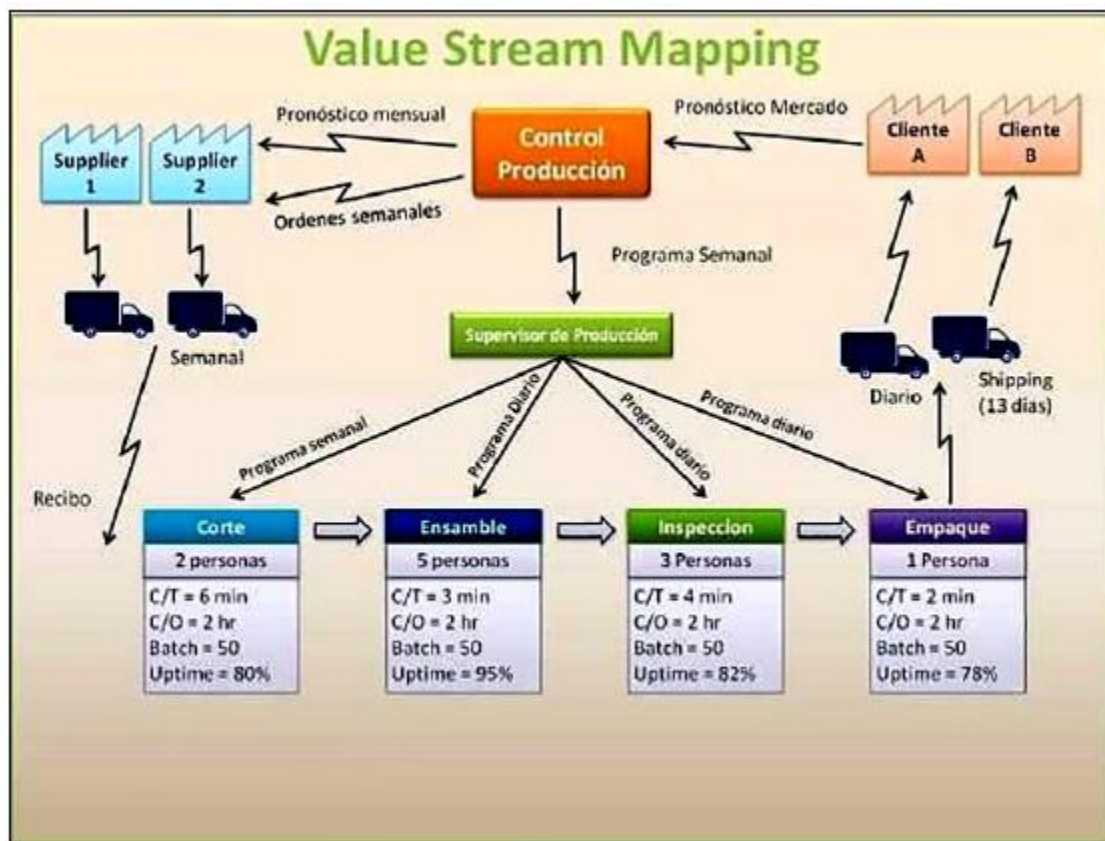 Value Stream Mapping
Pronóstico mensual
Control
Producción
Pronóstico Mercado
Cliente
A
Cliente
B
Supplier
1
Supplier
2
Ordenes semanales
Programa Semanal
Supervisor de Producción
Semanal
Diario
Shipping
(13 dias)
Programa semanal
Programa Diario
Programa diario
Programa diario
Recibo
Corte
2 personas
C/T = 6 min
C/O = 2 hr
Batch = 50
Uptime = 80%
Ensamble
5 personas
C/T = 3 min
C/O = 2 hr
Batch = 50
Uptime = 95%
Inspeccion
3 Personas
C/T = 4 min
C/O = 2 hr
Batch = 50
Uptime = 82%
Empaque
1 Persona
C/T = 2 min
C/O = 2 hr
Batch = 50
Uptime = 78%